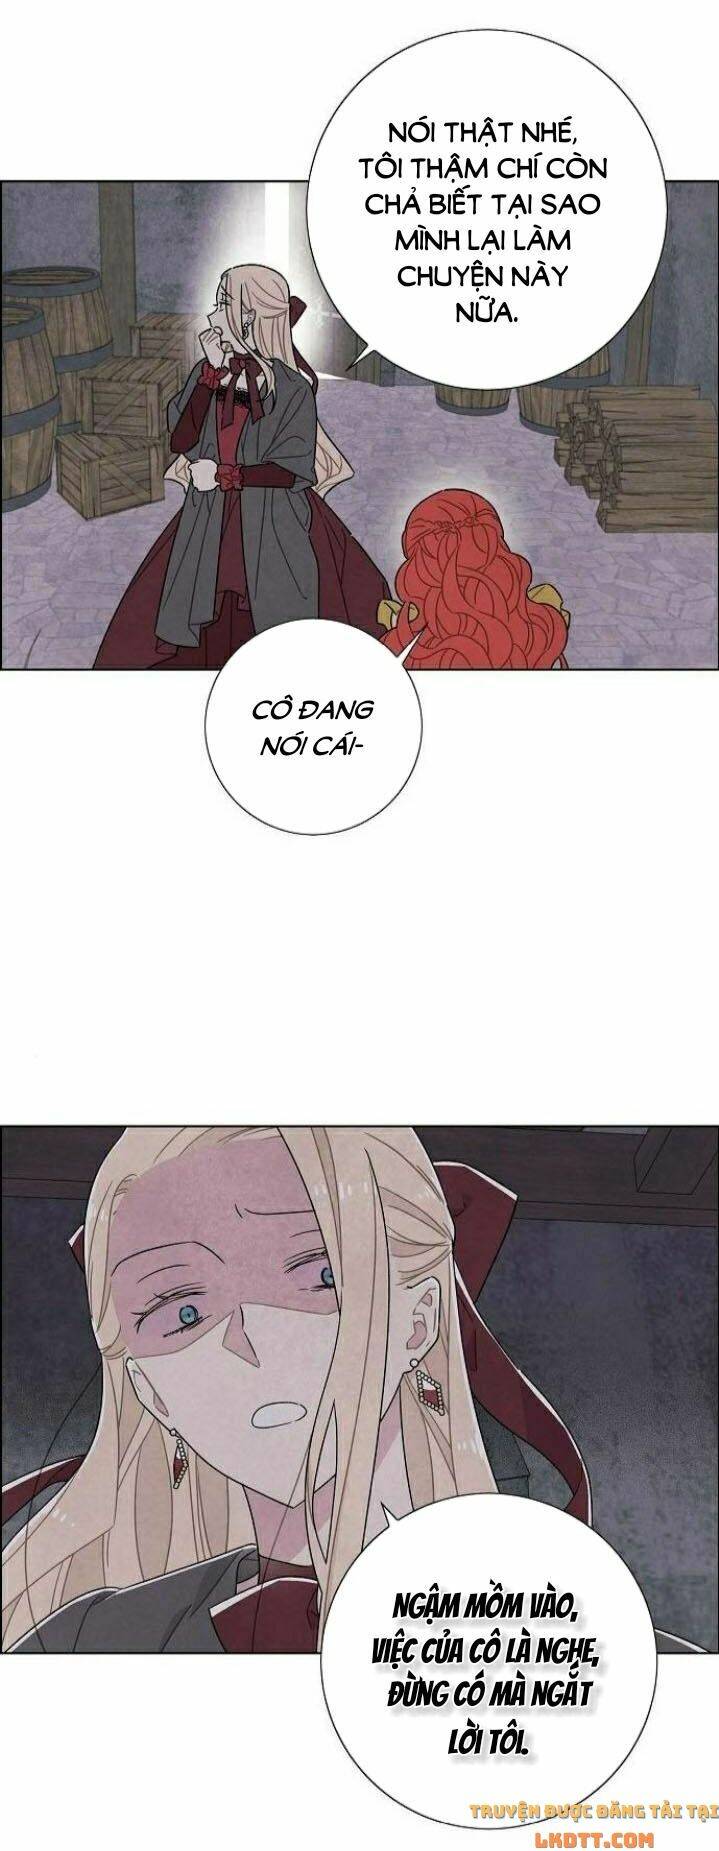 NÓI THẬT NHÉ,
TÔI THẬM CHÍ CÒN
CHẢ BIẾT TẠI SAO
MÌNH LẠI LÀM
CHUYỆN NÀY
NỮA.
CÔ ĐANG
NÓI CÁI-
NGẬM MỒM VÀO,
VIỆC CỦA CÔ LÀ NGHE,
ĐỪNG CÓ MÀ NGẮT
LỜI TÔI.
TRUYỆN ĐƯỢC ĐĂNG TẢI TẠI
LKDTT.COM